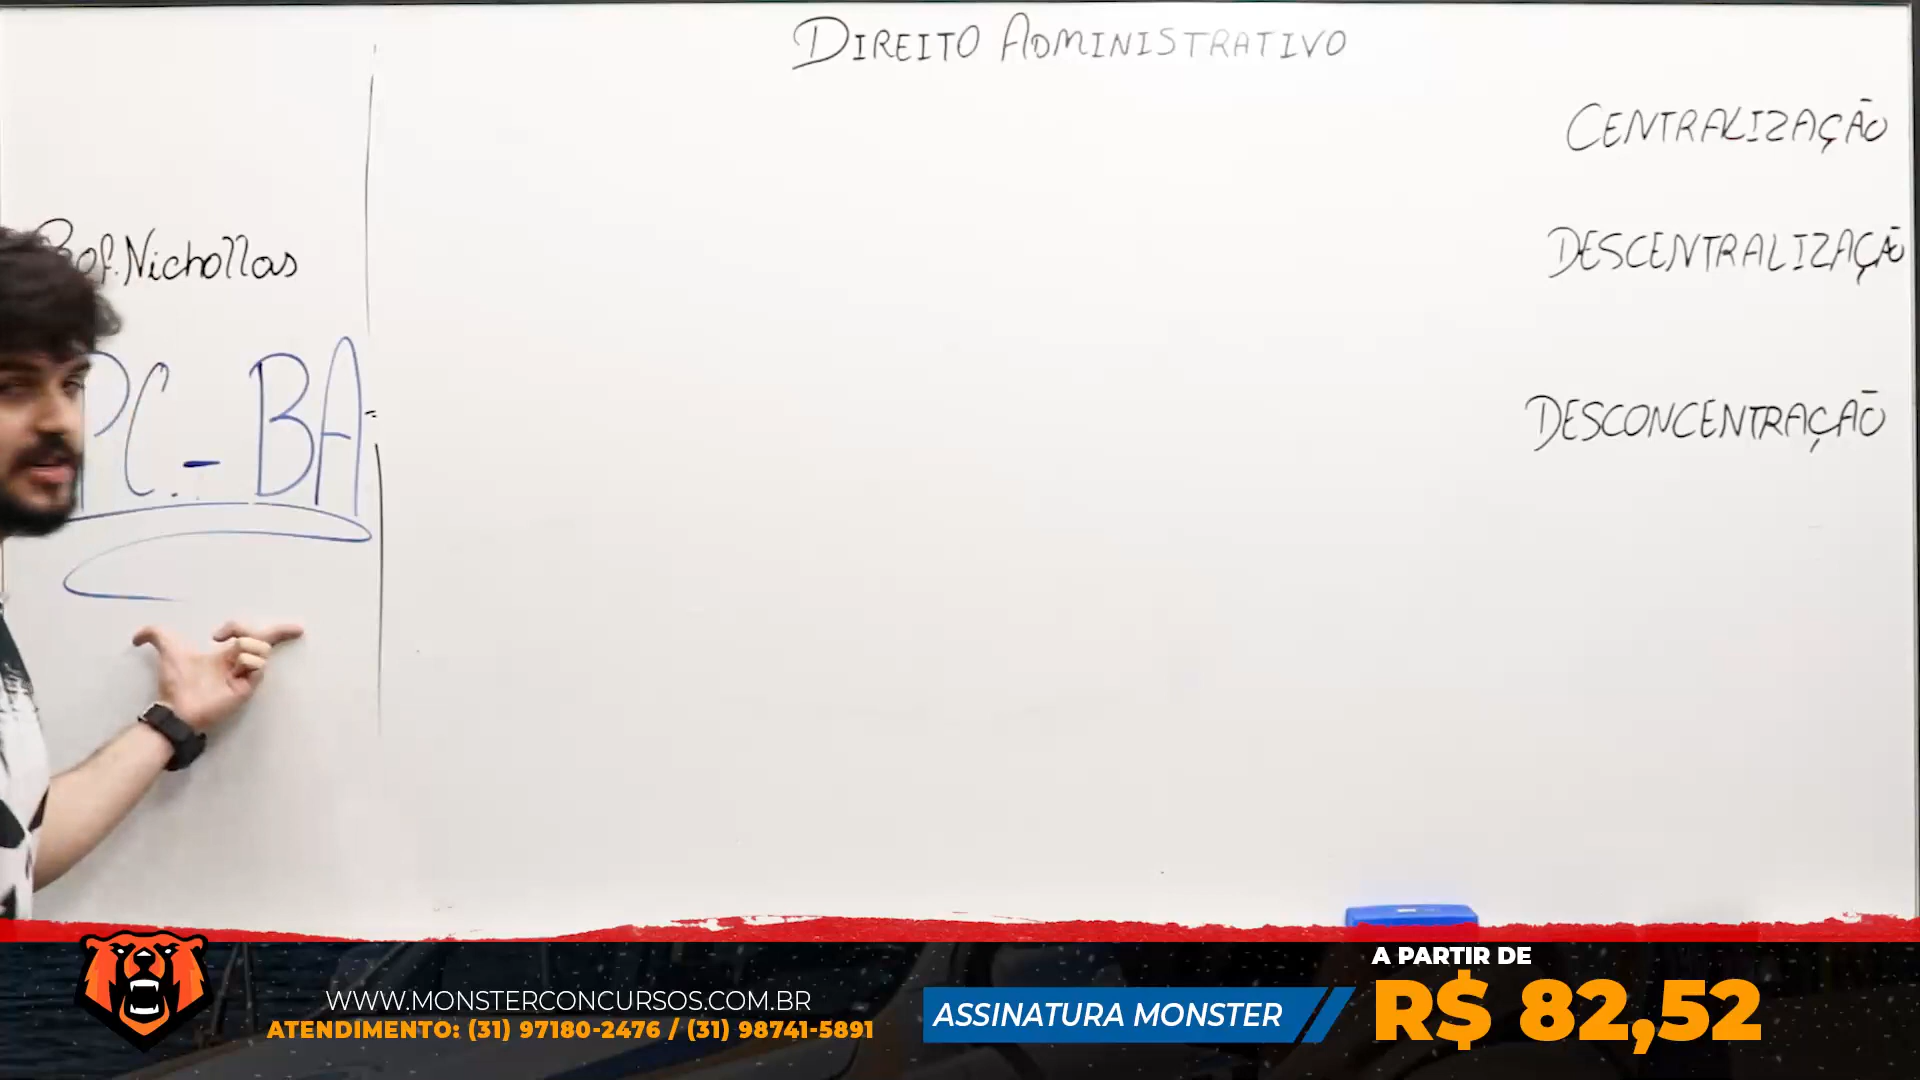 DIREITO ADMINISTRATIVO
CENTRALIZAÇÃO
Prof. Nichollas
DESCENTRALIZAÇÃO
PC.-BA
DESCONCENTRAÇÃO
WWW.MONSTERCONCURSOS.COM.BR
ATENDIMENTO: (31) 97180-2476 / (31) 98741-5891
ASSINATURA MONSTER
A PARTIR DE
R$ 82,52